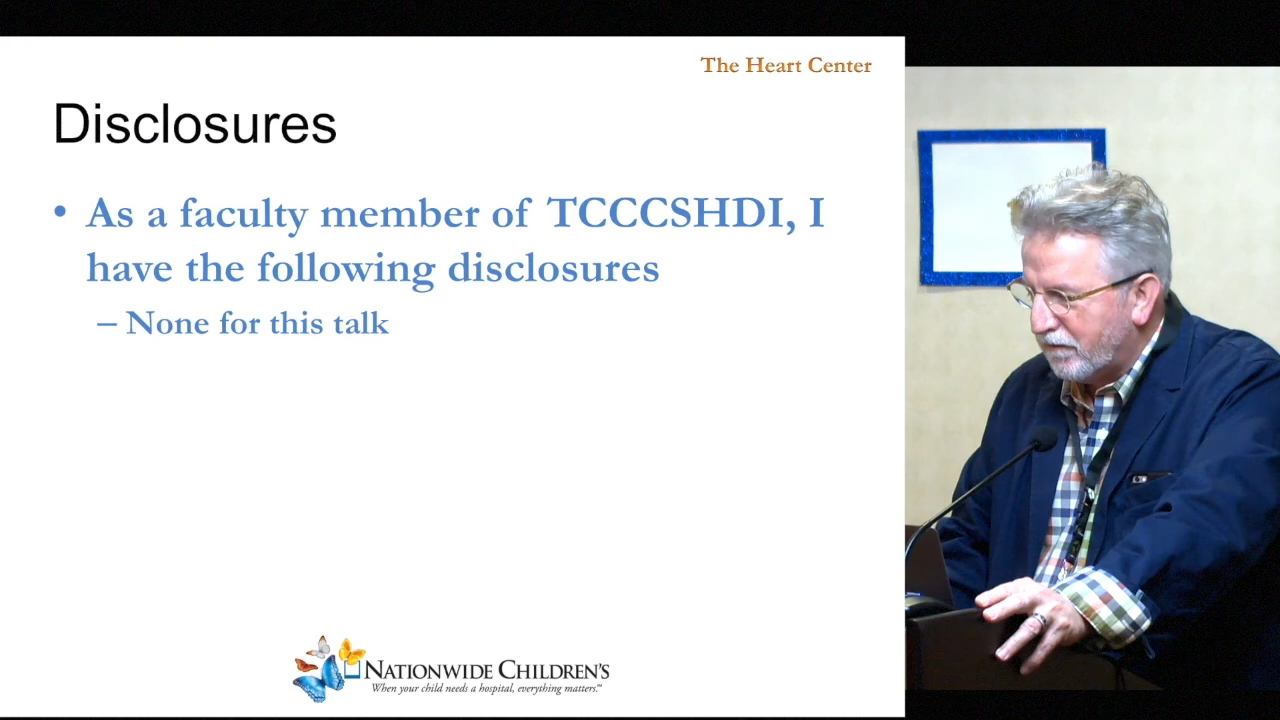 The Heart Center
Disclosures
• As a faculty member of TCCCSHDI, I
have the following disclosures
– None for this talk
NATIONWIDE CHILDREN'S
When your child needs a hospital, everything matters.™